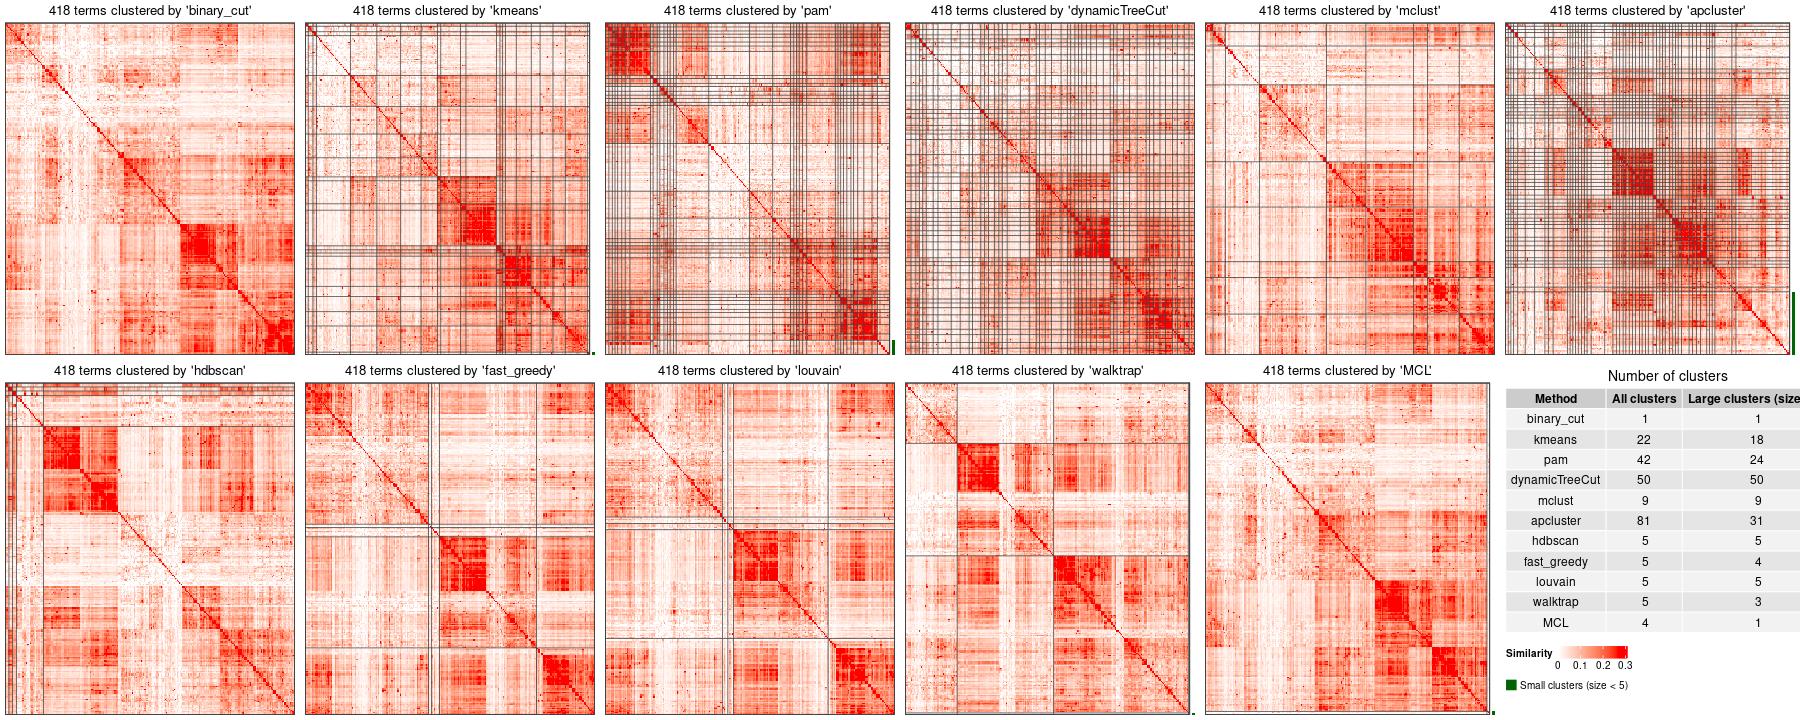 418 terms clustered by 'binary_cut'
418 terms clustered by 'kmeans'
418 terms clustered by 'pam'
418 terms clustered by 'dynamicTreeCut'
418 terms clustered by 'mclust'
418 terms clustered by 'apcluster'
418 terms clustered by 'hdbscan'
418 terms clustered by 'fast_greedy'
418 terms clustered by 'louvain'
418 terms clustered by 'walktrap'
418 terms clustered by 'MCL'
Number of clusters
Method All clusters Large clusters (size
binary_cut 1 1
kmeans 22 18
pam 42 24
dynamicTreeCut 50 50
mclust 9 9
apcluster 81 31
hdbscan 5 5
fast_greedy 5 4
louvain 5 5
walktrap 5 3
MCL 4 1
Similarity
0 0.1 0.2 0.3
Small clusters (size < 5)